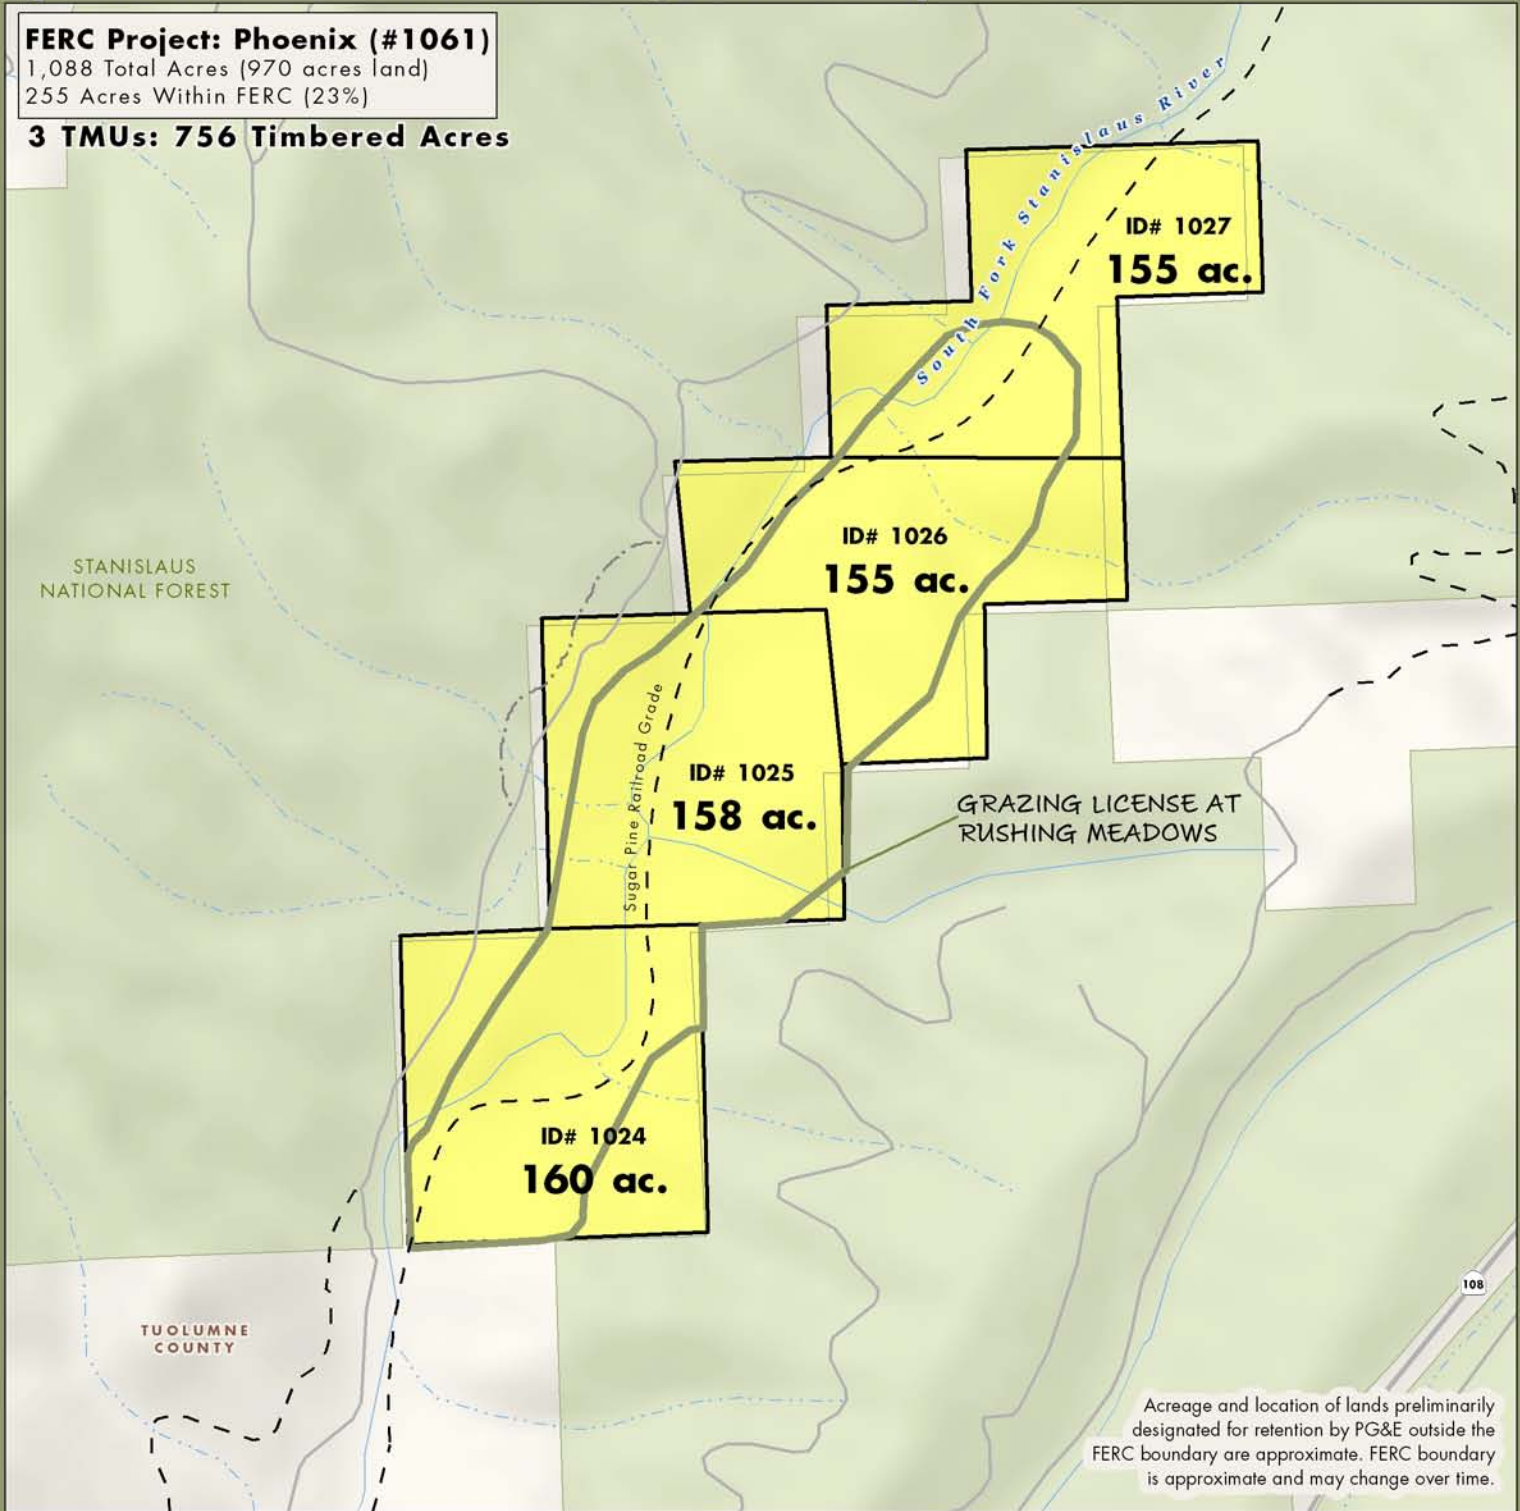 FERC Project: Phoenix (#1061)
1,088 Total Acres (970 acres land)
255 Acres Within FERC (23%)
3 TMUs: 756 Timbered Acres
South Fork Stanislaus River
ID# 1027
155 ac.
ID# 1026
155 ac.
STANISLAUS
NATIONAL FOREST
Sugar Pine Railroad Grade
ID# 1025
158 ac.
GRAZING LICENSE AT
RUSHING MEADOWS
ID# 1024
160 ac.
108
TUOLUMNE
COUNTY
Acreage and location of lands preliminarily
designated for retention by PG&E outside the
FERC boundary are approximate. FERC boundary
is approximate and may change over time.